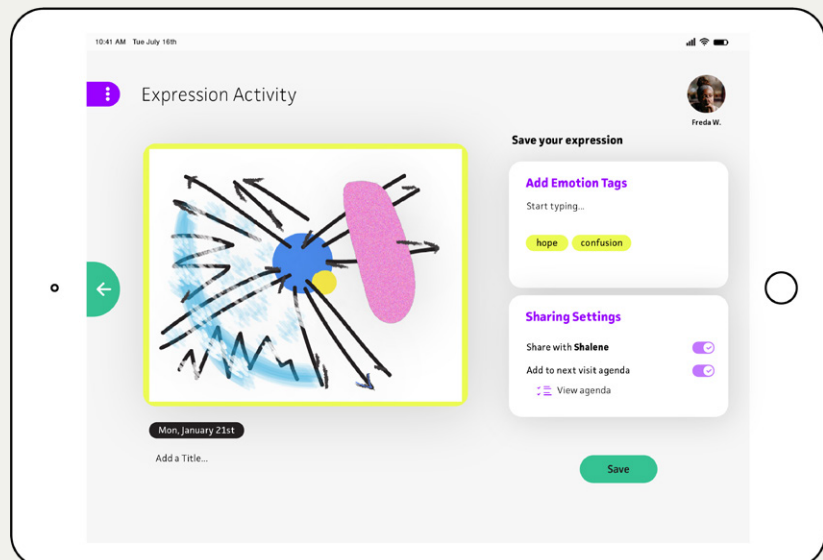 10:41 AM Tue July 16th
Expression Activity
Freda W.
Save your expression
Add Emotion Tags
Start typing...
hope confusion
Sharing Settings
Share with Shalene
Add to next visit agenda
View agenda
Mon, January 21st
Add a Title...
Save